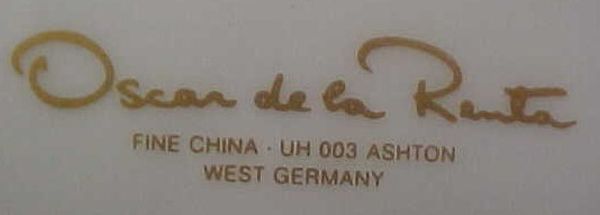 Oscar de la Renta
FINE CHINA · UH 003 ASHTON
WEST GERMANY